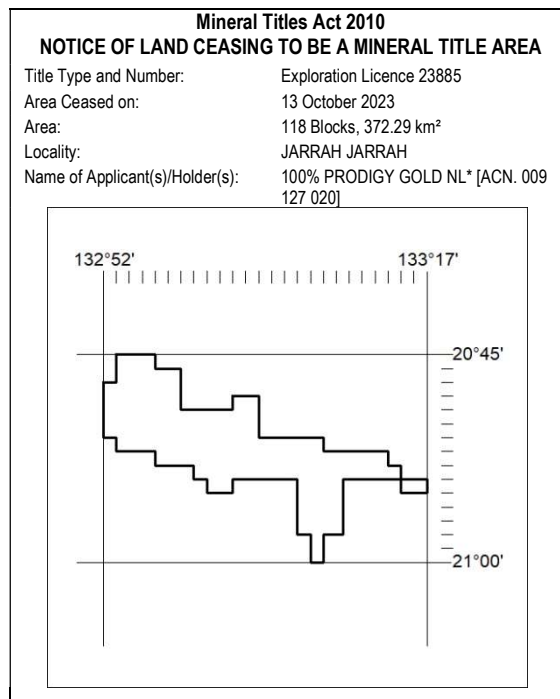 Mineral Titles Act 2010
NOTICE OF LAND CEASING TO BE A MINERAL TITLE AREA
Title Type and Number: Exploration Licence 23885
Area Ceased on: 13 October 2023
Area: 118 Blocks, 372.29 km²
Locality: JARRAH JARRAH
Name of Applicant(s)/Holder(s): 100% PRODIGY GOLD NL* [ACN. 009
127 020]
132°52' 133°17'
20°45'
21°00'